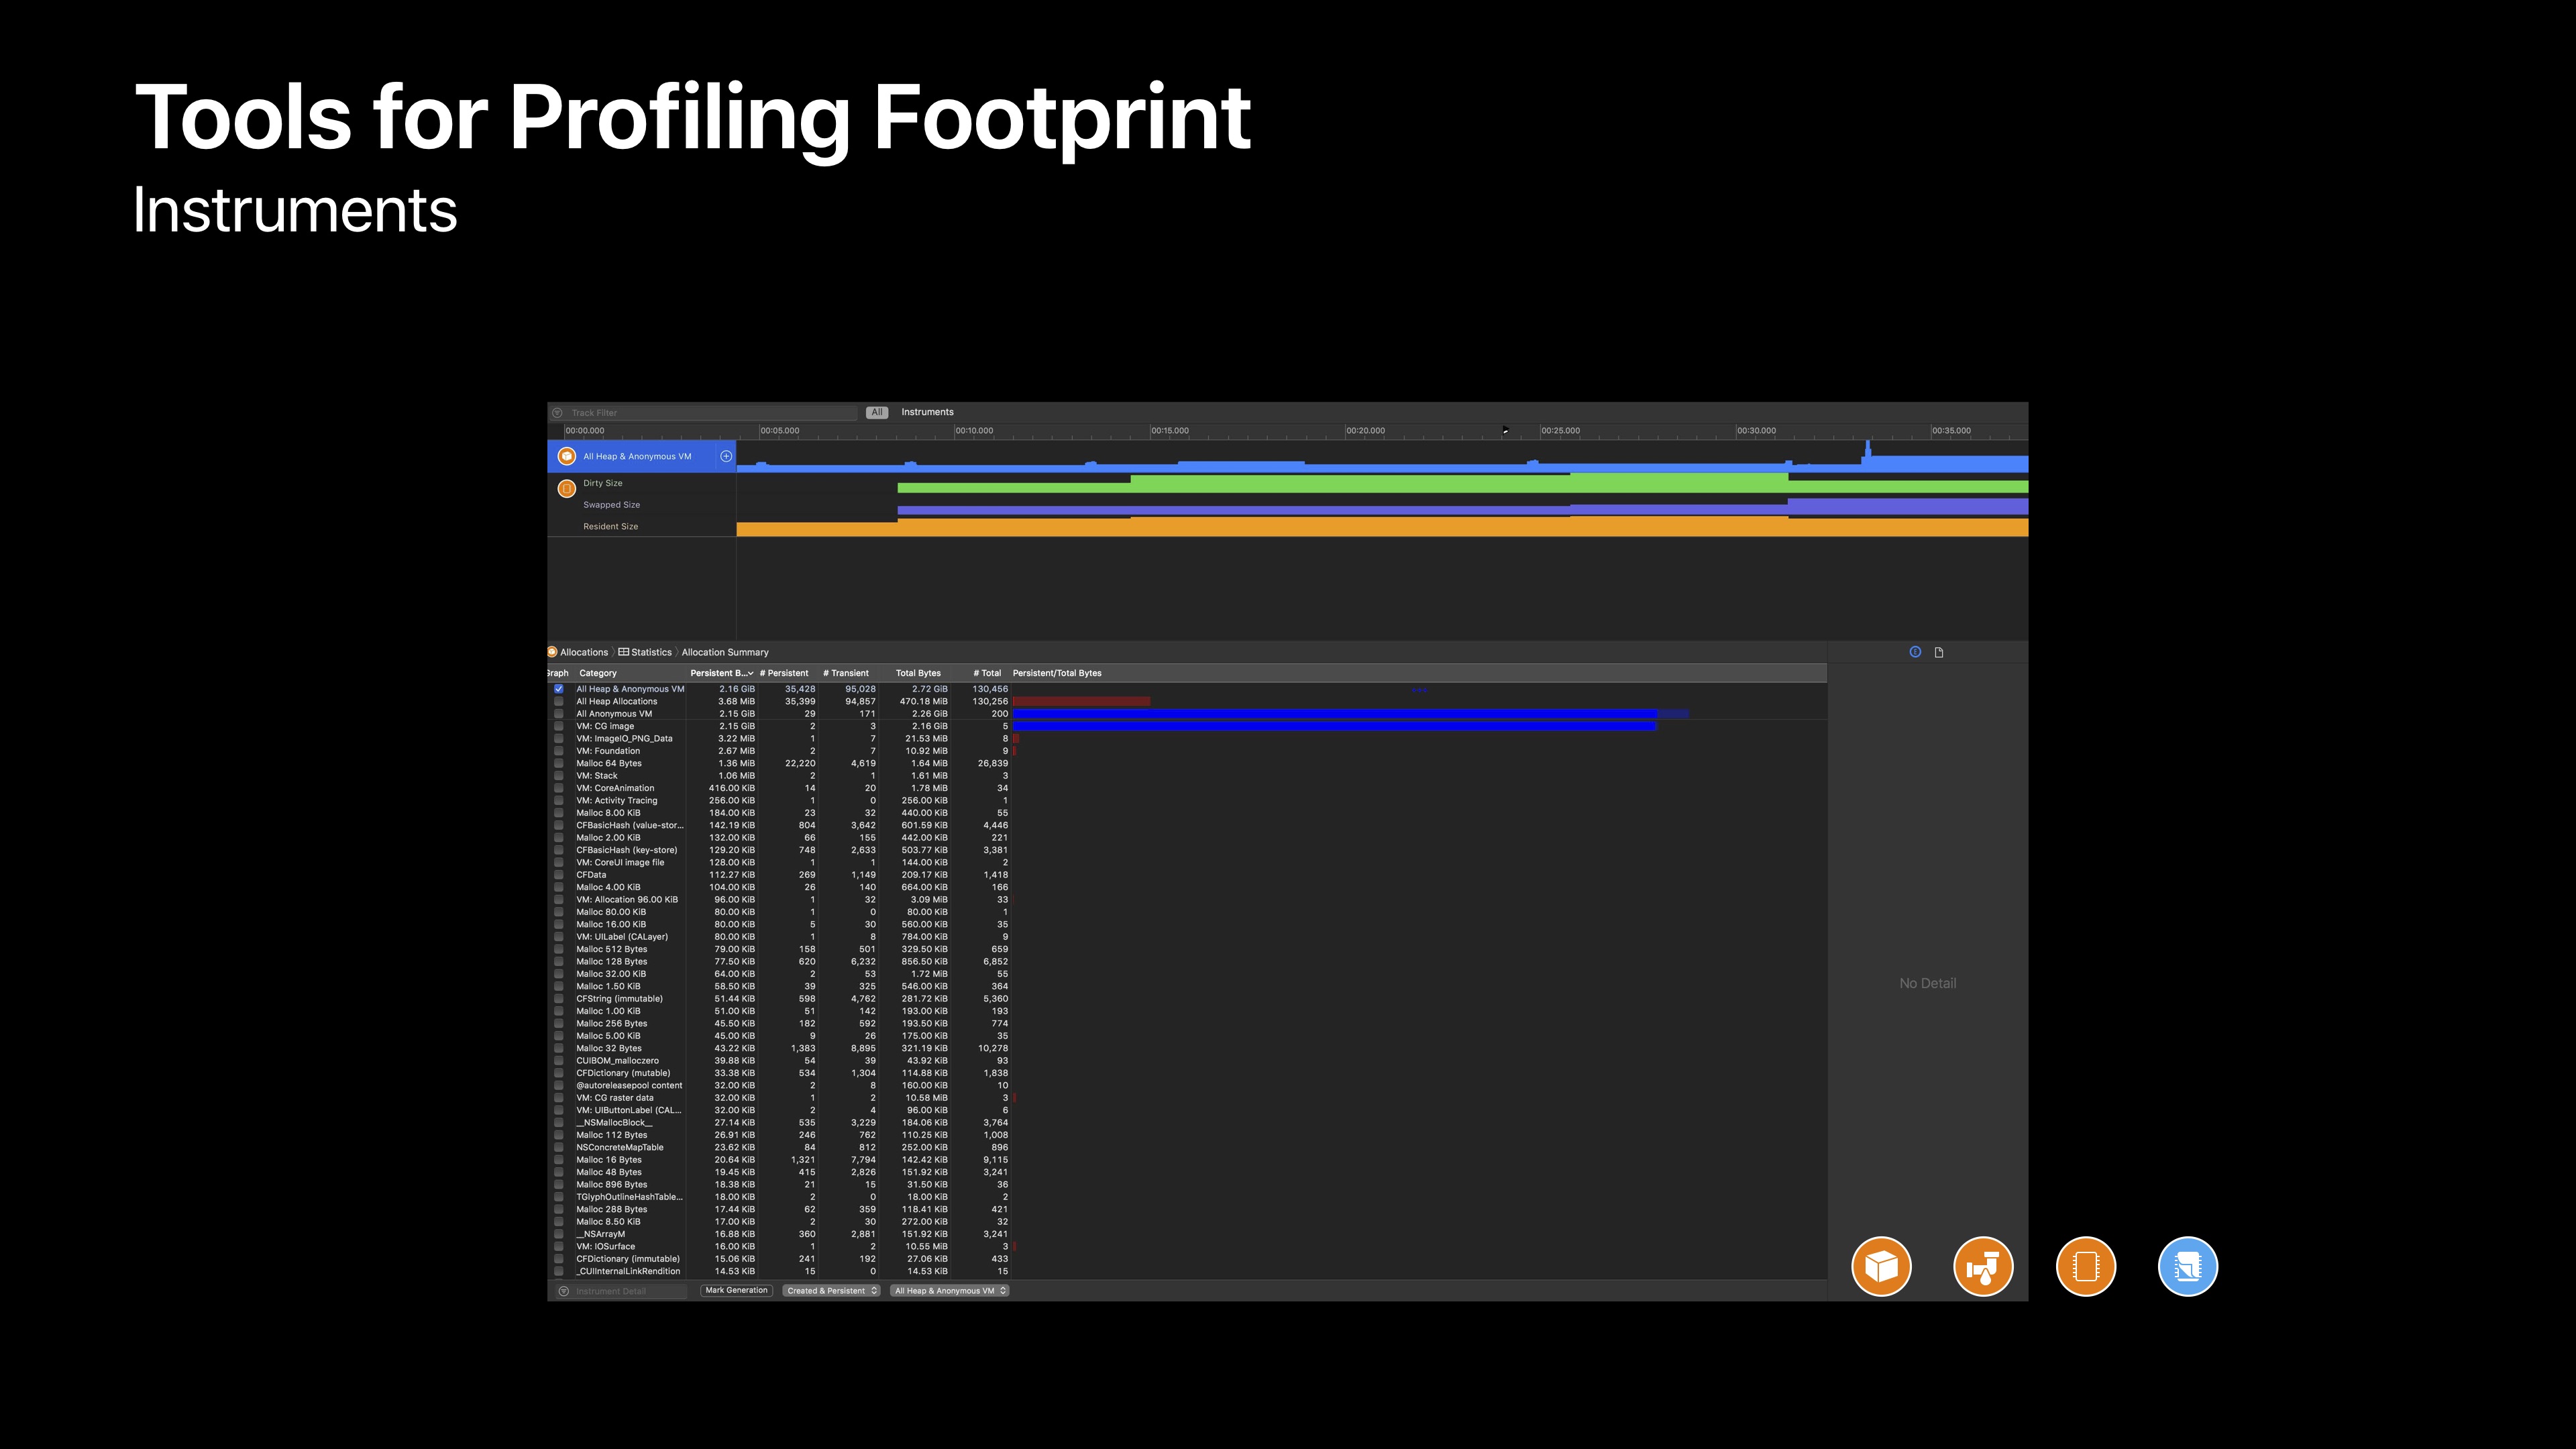 Tools for Profiling Footprint
Instruments
Track Filter All Instruments
00:00.000 00:05.000 00:10.000 00:15.000 00:20.000 00:25.000 00:30.000 00:35.000
All Heap & Anonymous VM
Dirty Size
Swapped Size
Resident Size
Allocations Statistics Allocation Summary
Graph Category Persistent B... # Persistent # Transient Total Bytes # Total Persistent/Total Bytes
All Heap & Anonymous VM 2.16 GiB 35,428 95,028 2.72 GiB 130,456
All Heap Allocations 3.68 MiB 35,399 94,857 470.18 MiB 130,256
All Anonymous VM 2.15 GiB 29 171 2.26 GiB 200
VM: CG image 2.15 GiB 2 3 2.16 GiB 5
VM: ImageIO_PNG_Data 3.22 MiB 1 7 21.53 MiB 8
VM: Foundation 2.67 MiB 2 7 10.92 MiB 9
Malloc 64 Bytes 1.36 MiB 22,220 4,619 1.64 MiB 26,839
VM: Stack 1.06 MiB 2 1 1.61 MiB 3
VM: CoreAnimation 416.00 KiB 14 20 1.78 MiB 34
VM: Activity Tracing 256.00 KiB 1 0 256.00 KiB 1
Malloc 8.00 KiB 184.00 KiB 23 32 440.00 KiB 55
CFBasicHash (value-stor... 142.19 KiB 804 3,642 601.59 KiB 4,446
Malloc 2.00 KiB 132.00 KiB 66 155 442.00 KiB 221
CFBasicHash (key-store) 129.20 KiB 748 2,633 503.77 KiB 3,381
VM: CoreUI image file 128.00 KiB 1 1 144.00 KiB 2
CFData 112.27 KiB 269 1,149 209.17 KiB 1,418
Malloc 4.00 KiB 104.00 KiB 26 140 664.00 KiB 166
VM: Allocation 96.00 KiB 96.00 KiB 1 32 3.09 MiB 33
Malloc 80.00 KiB 80.00 KiB 1 0 80.00 KiB 1
Malloc 16.00 KiB 80.00 KiB 5 30 560.00 KiB 35
VM: UILabel (CALayer) 80.00 KiB 1 8 784.00 KiB 9
Malloc 512 Bytes 79.00 KiB 158 501 329.50 KiB 659
Malloc 128 Bytes 77.50 KiB 620 6,232 856.50 KiB 6,852
Malloc 32.00 KiB 64.00 KiB 2 53 1.72 MiB 55
Malloc 1.50 KiB 58.50 KiB 39 325 546.00 KiB 364
CFString (immutable) 51.44 KiB 598 4,762 281.72 KiB 5,360
Malloc 1.00 KiB 51.00 KiB 51 142 193.00 KiB 193
Malloc 256 Bytes 45.50 KiB 182 592 193.50 KiB 774
Malloc 5.00 KiB 45.00 KiB 9 26 175.00 KiB 35
Malloc 32 Bytes 43.22 KiB 1,383 8,895 321.19 KiB 10,278
CUIBOM_malloczero 39.88 KiB 54 39 43.92 KiB 93
CFDictionary (mutable) 33.38 KiB 534 1,304 114.88 KiB 1,838
@autoreleasepool content 32.00 KiB 2 8 160.00 KiB 10
VM: CG raster data 32.00 KiB 1 2 10.58 MiB 3
VM: UIButtonLabel (CAL... 32.00 KiB 2 4 96.00 KiB 6
__NSMallocBlock__ 27.14 KiB 535 3,229 184.06 KiB 3,764
Malloc 112 Bytes 26.91 KiB 246 762 110.25 KiB 1,008
NSConcreteMapTable 23.62 KiB 84 812 252.00 KiB 896
Malloc 16 Bytes 20.64 KiB 1,321 7,794 142.42 KiB 9,115
Malloc 48 Bytes 19.45 KiB 415 2,826 151.92 KiB 3,241
Malloc 896 Bytes 18.38 KiB 21 15 31.50 KiB 36
TGlyphOutlineHashTable... 18.00 KiB 2 0 18.00 KiB 2
Malloc 288 Bytes 17.44 KiB 62 359 118.41 KiB 421
Malloc 8.50 KiB 17.00 KiB 2 30 272.00 KiB 32
__NSArrayM 16.88 KiB 360 2,881 151.92 KiB 3,241
VM: IOSurface 16.00 KiB 1 2 10.55 MiB 3
CFDictionary (immutable) 15.06 KiB 241 192 27.06 KiB 433
_CUIInternalLinkRendition 14.53 KiB 15 0 14.53 KiB 15
No Detail
Instrument Detail Mark Generation Created & Persistent All Heap & Anonymous VM